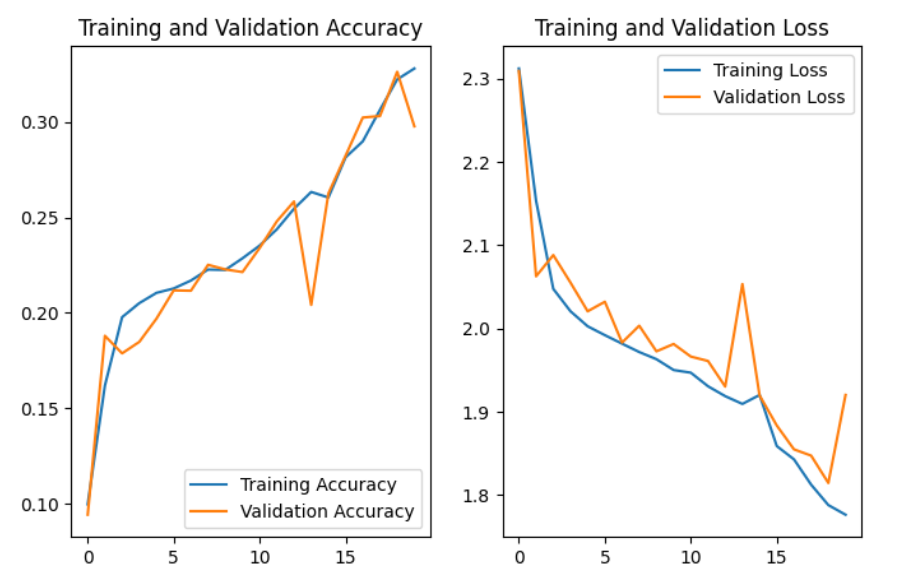 Training and Validation Accuracy
0.30
0.25
0.20
0.15
0.10
0 5 10 15
Training Accuracy
Validation Accuracy
Training and Validation Loss
2.3
2.2
2.1
2.0
1.9
1.8
0 5 10 15
Training Loss
Validation Loss